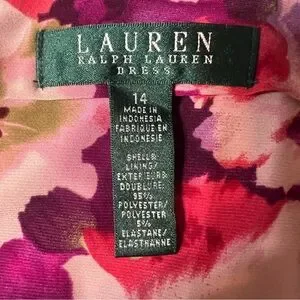 LAUREN
RALPH LAUREN
DRESS
14
MADE IN
INDONESIA
FABRIQUE EN
INDONESIE
SHELL&
LINING/
EXTERIEUR&
DOUBLURE:
95%
POLYESTER/
POLYESTER
5%
ELASTANE/
ELASTHANNE